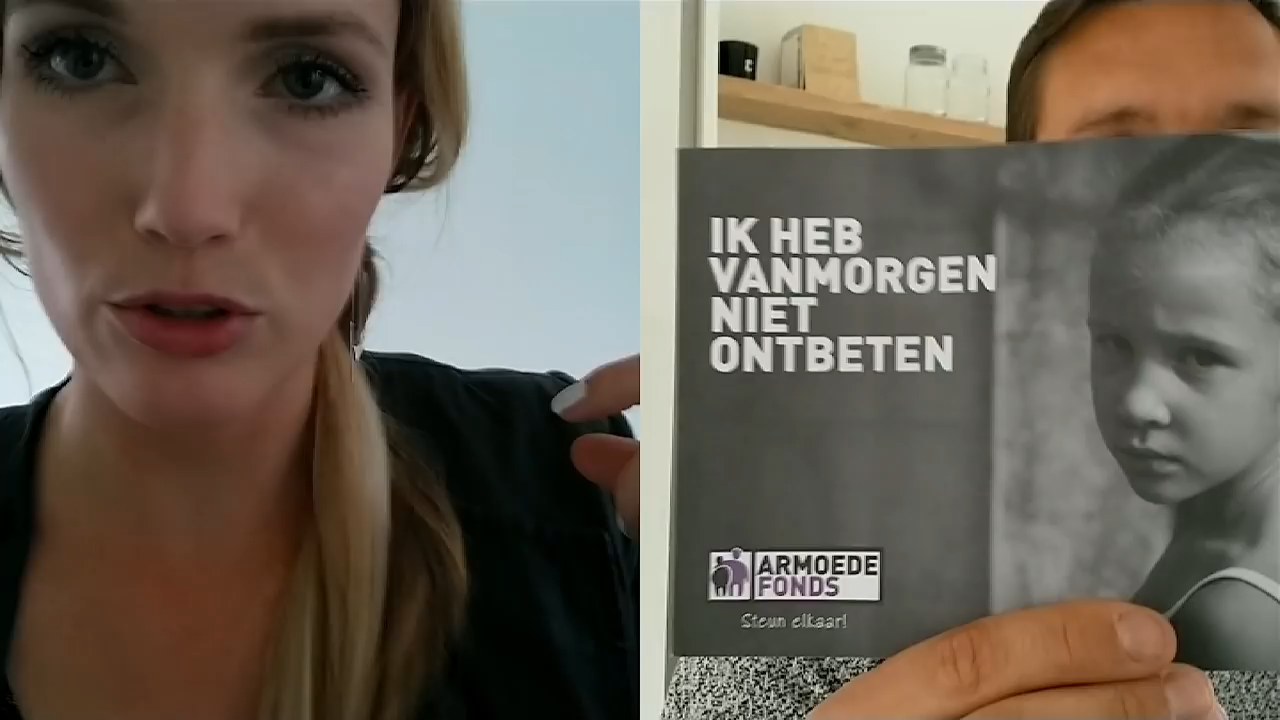 IK HEB
VANMORGEN
NIET
ONTBETEN
ARMOEDE
FONDS
Steun elkaar!